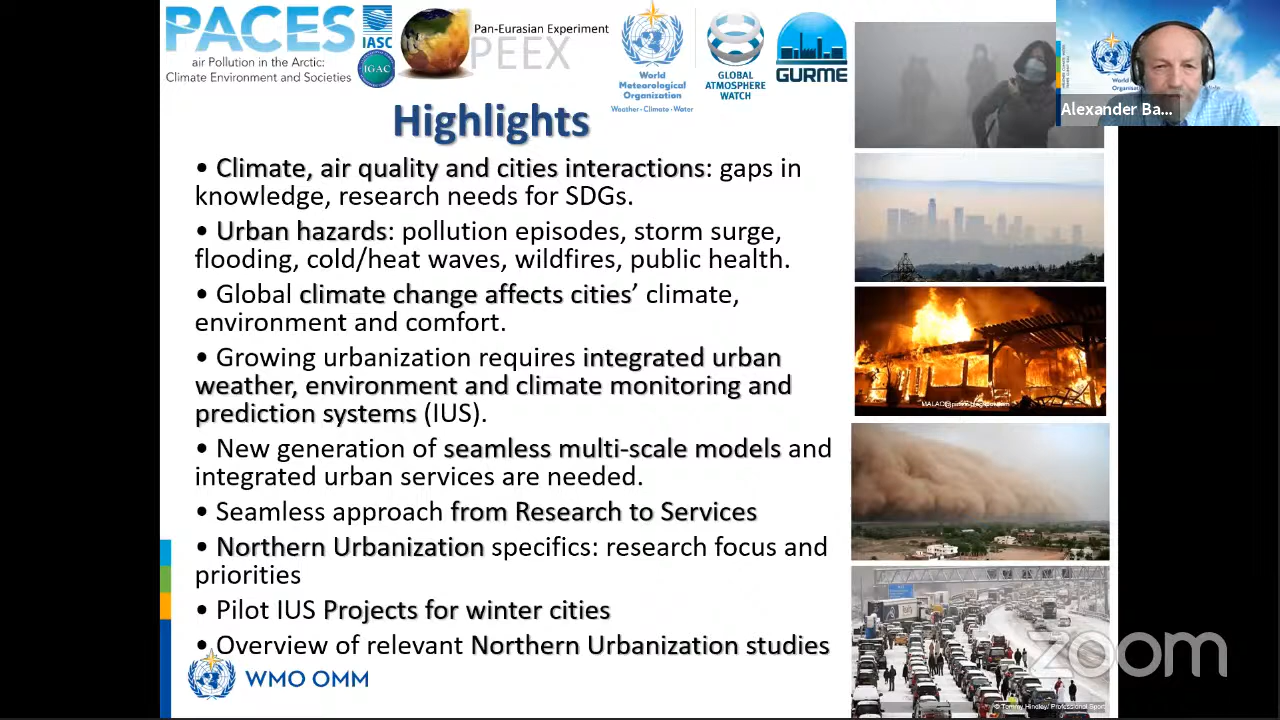 PACES
air Pollution in the Arctic:
Climate Environment and Societies
IASC
IGAC
Pan-Eurasian Experiment
PEEX
World
Meteorological
Organization
Weather • Climate • Water
GLOBAL
ATMOSPHERE
WATCH
GURME
Alexander Ba...
Highlights
• Climate, air quality and cities interactions: gaps in
knowledge, research needs for SDGs.
• Urban hazards: pollution episodes, storm surge,
flooding, cold/heat waves, wildfires, public health.
• Global climate change affects cities’ climate,
environment and comfort.
• Growing urbanization requires integrated urban
weather, environment and climate monitoring and
prediction systems (IUS).
• New generation of seamless multi-scale models and
integrated urban services are needed.
• Seamless approach from Research to Services
• Northern Urbanization specifics: research focus and
priorities
• Pilot IUS Projects for winter cities
• Overview of relevant Northern Urbanization studies
WMO OMM
© Tommy Hindley/ Professional Sport
zoom